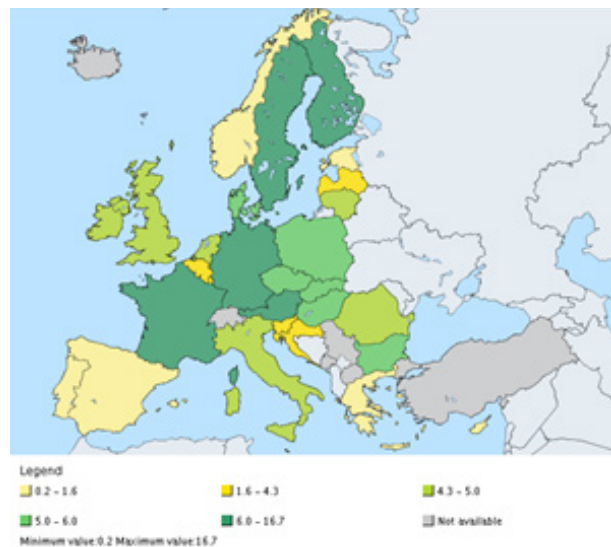 Legend
0.2 - 1.6
1.6 - 4.3
4.3 - 5.0
5.0 - 6.0
6.0 - 16.7
Not available
Minimum value:0.2 Maximum value:16.7